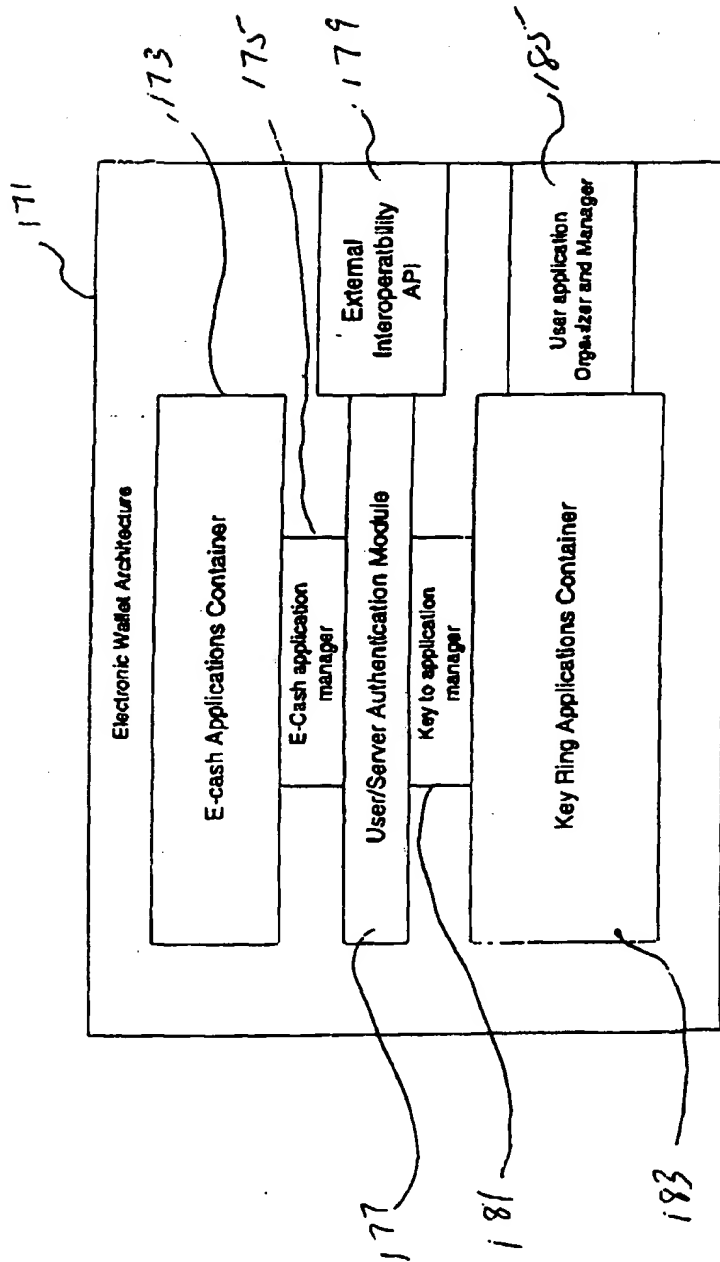 171
173
175
179
185
Electronic Wallet Architecture
E-cash Applications Container
E-Cash application
manager
User/Server Authentication Module
External
Interoperatbility
API
Key to application
manager
Key Ring Applications Container
User application
Organizer and Manager
177
181
183